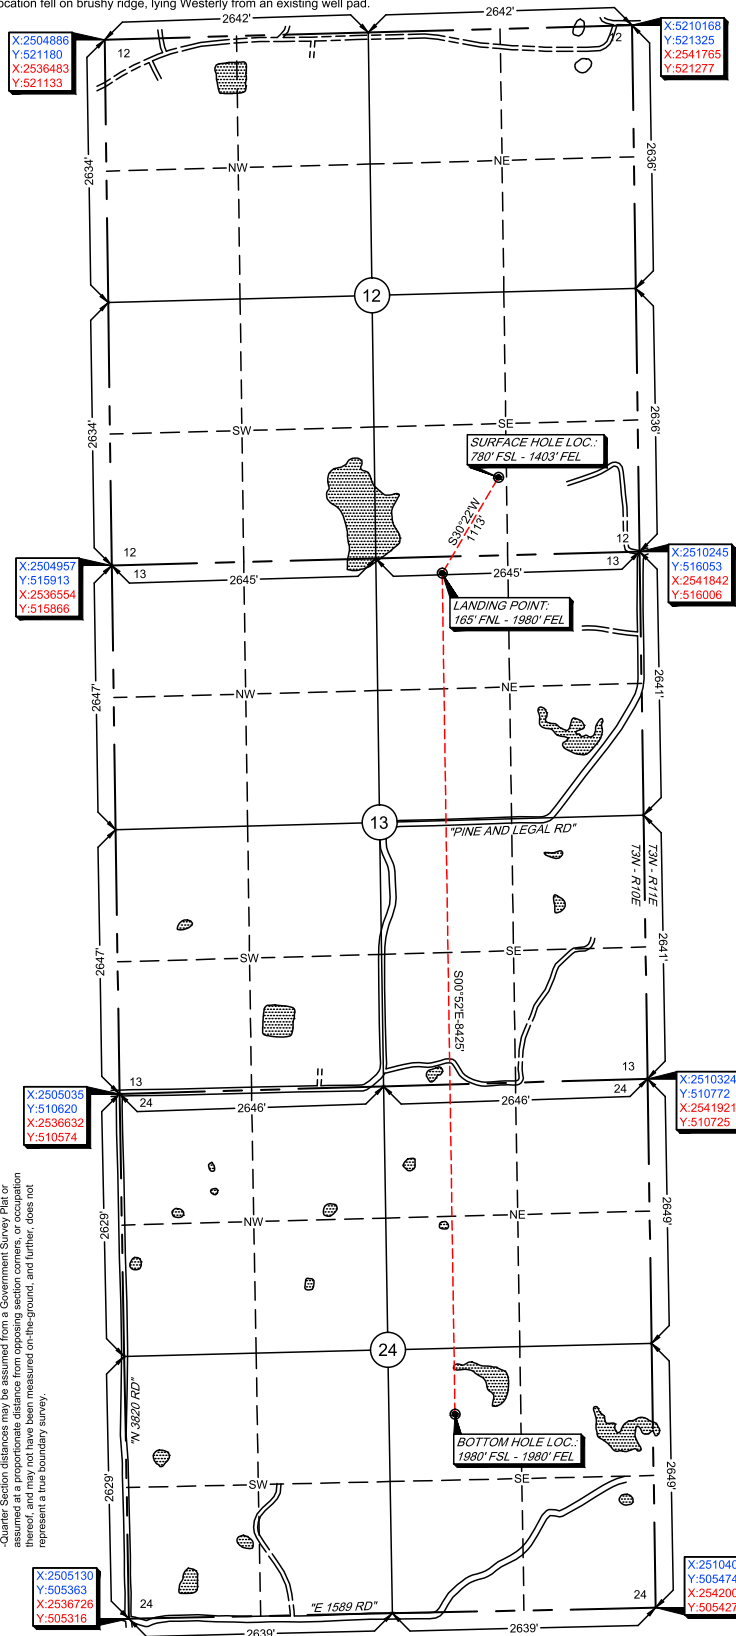 ocation fell on brushy ridge, lying Westerly from an existing well pad.
2642'
2642'
X:2504886
Y:521180
X:2536483
Y:521133
X:5210168
Y:521325
X:2541765
Y:521277
12
2
NW
NE
2634'
2636'
12
2634'
2636'
SW
SE
SURFACE HOLE LOC.:
780' FSL - 1403' FEL
S30°22'W
1113'
12
13
12
13
2645'
2645'
X:2504957
Y:515913
X:2536554
Y:515866
X:2510245
Y:516053
X:2541842
Y:516006
LANDING POINT:
165' FNL - 1980' FEL
NW
NE
2647'
2641'
13
"PINE AND LEGAL RD"
T3N - R10E
T3N - R11E
2647'
2641'
SW
SE
S00°52'E-8425'
13
24
13
24
2646'
2646'
X:2505035
Y:510620
X:2536632
Y:510574
X:2510324
Y:510772
X:2541921
Y:510725
NW
NE
2629'
2649'
24
"N 3820 RD"
BOTTOM HOLE LOC.:
1980' FSL - 1980' FEL
2629'
2649'
SW
SE
-Quarter Section distances may be assumed from a Government Survey Plat or
assumed at a proportionate distance from opposing section corners, or occupation
thereof, and may not have been measured on-the-ground, and further, does not
represent a true boundary survey.
X:2505130
Y:505363
X:2536726
Y:505316
X:251040
Y:505474
X:254200
Y:505427
24
24
"E 1589 RD"
2639'
2639'